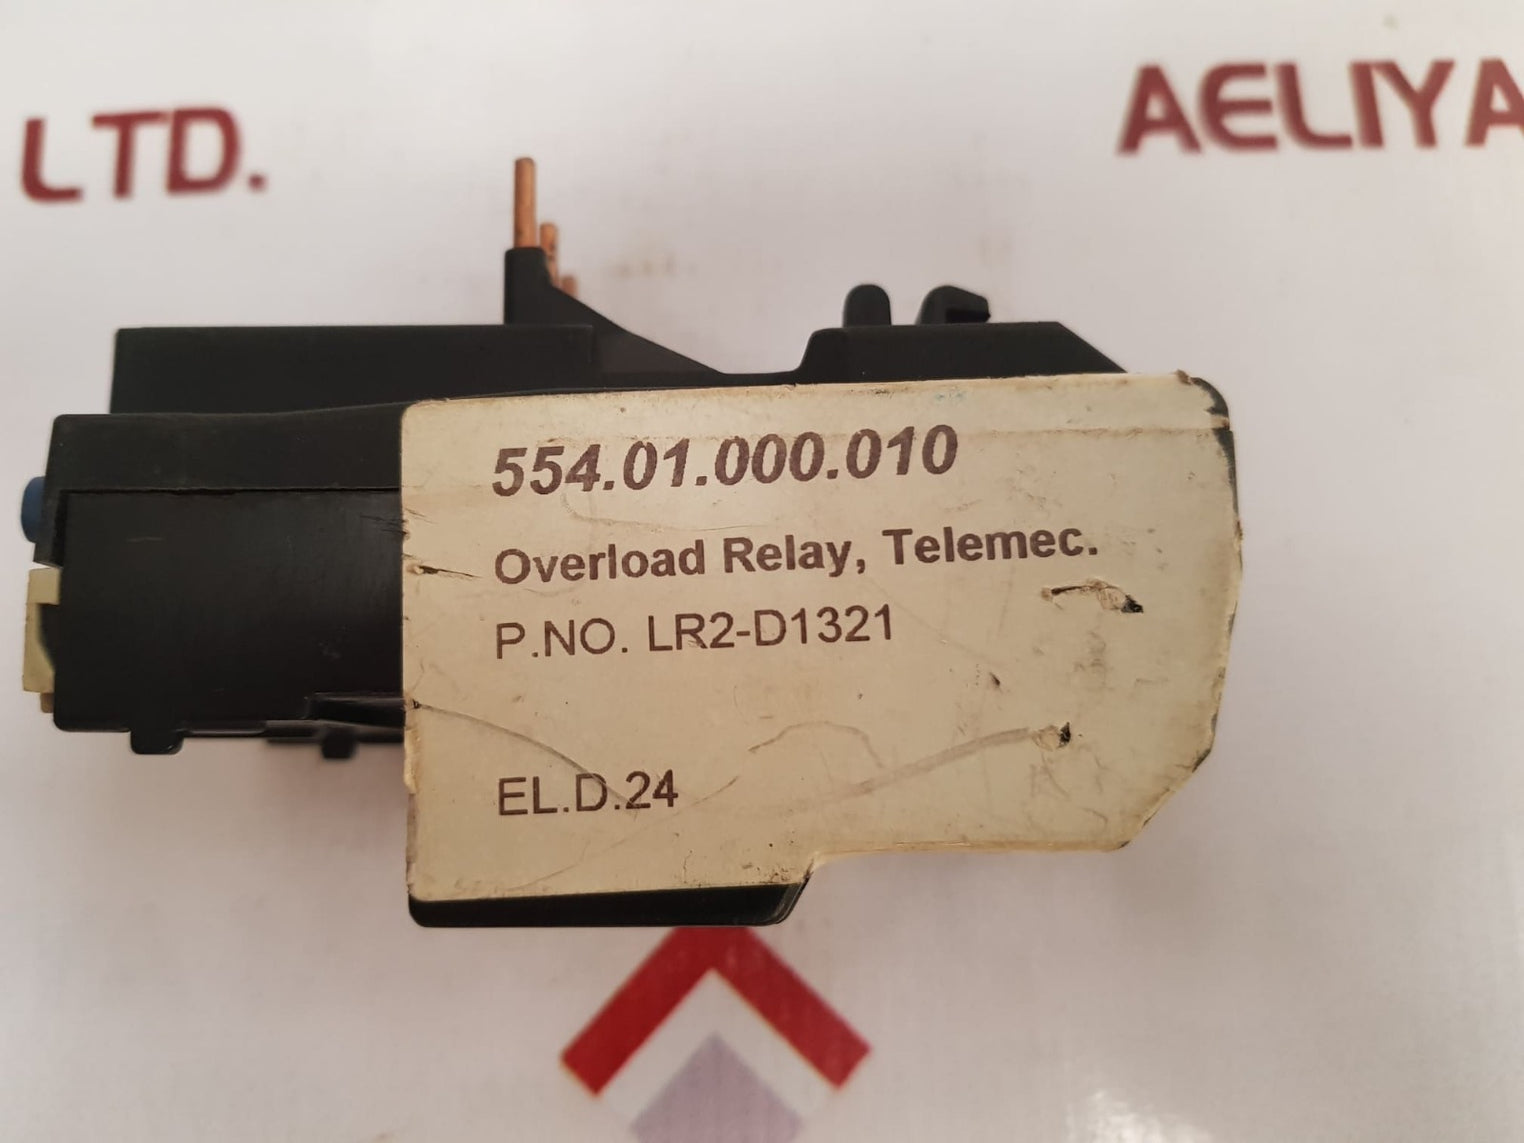 LTD.
AELIYA
554.01.000.010
Overload Relay, Telemec.
P.NO. LR2-D1321
EL.D.24